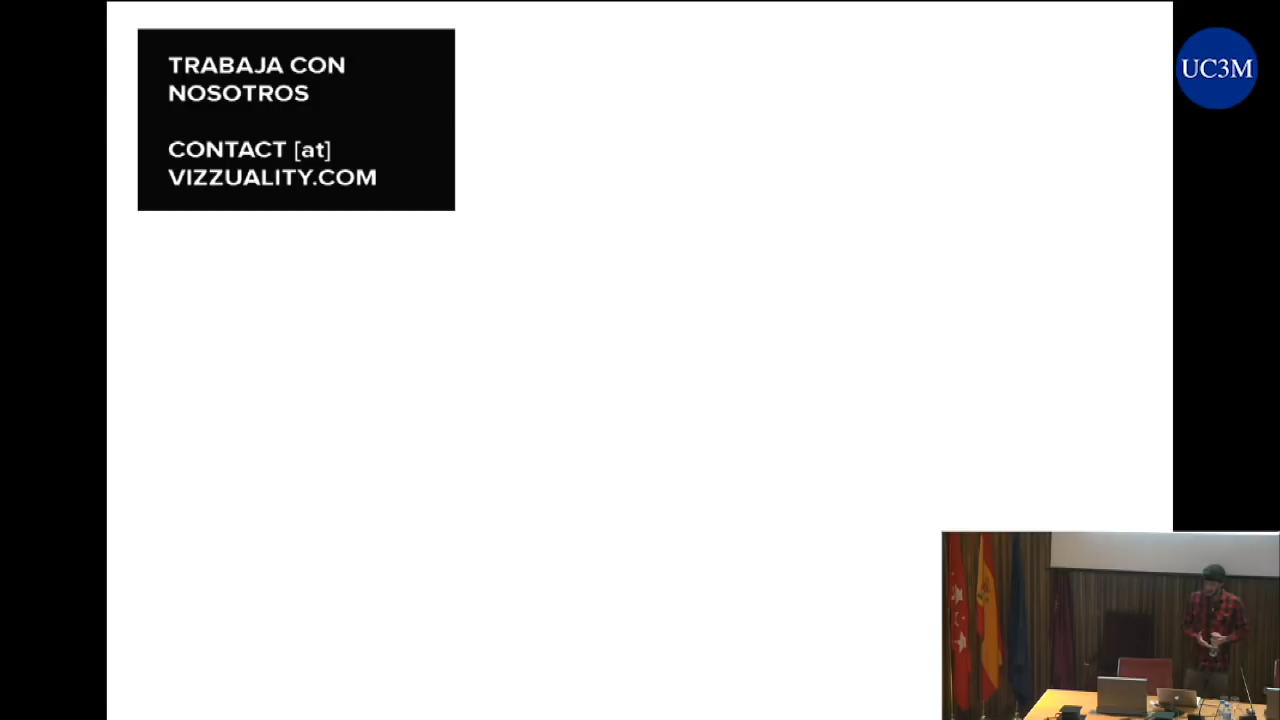 TRABAJA CON
NOSOTROS
CONTACT [at]
VIZZUALITY.COM
UC3M